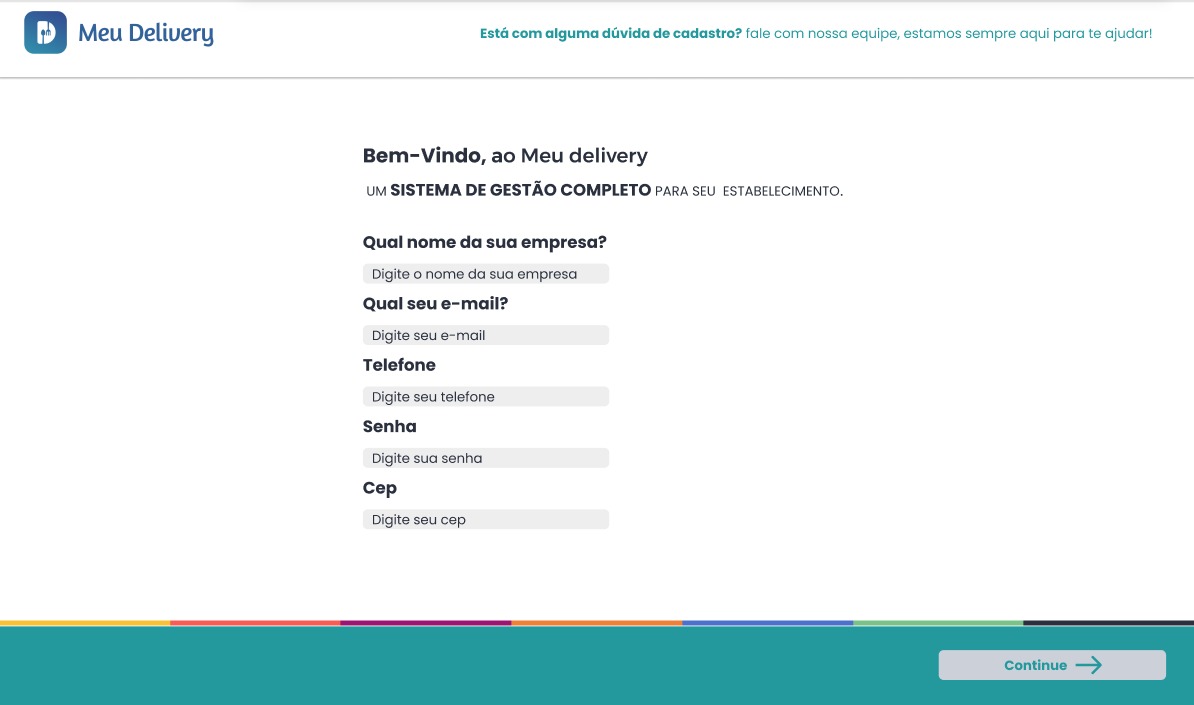 Meu Delivery
Está com alguma dúvida de cadastro? fale com nossa equipe, estamos sempre aqui para te ajudar!
Bem-Vindo, ao Meu delivery
UM SISTEMA DE GESTÃO COMPLETO PARA SEU ESTABELECIMENTO.
Qual nome da sua empresa?
Digite o nome da sua empresa
Qual seu e-mail?
Digite seu e-mail
Telefone
Digite seu telefone
Senha
Digite sua senha
Cep
Digite seu cep
Continue